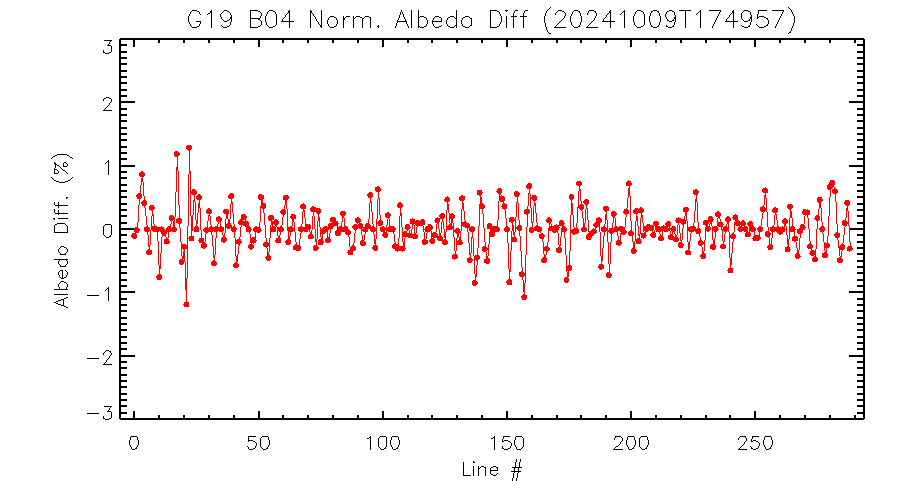 G19 B04 Norm. Albedo Diff (20241009T174957)
3
2
1
0
-1
-2
-3
Albedo Diff. (%)
0 50 100 150 200 250
Line #